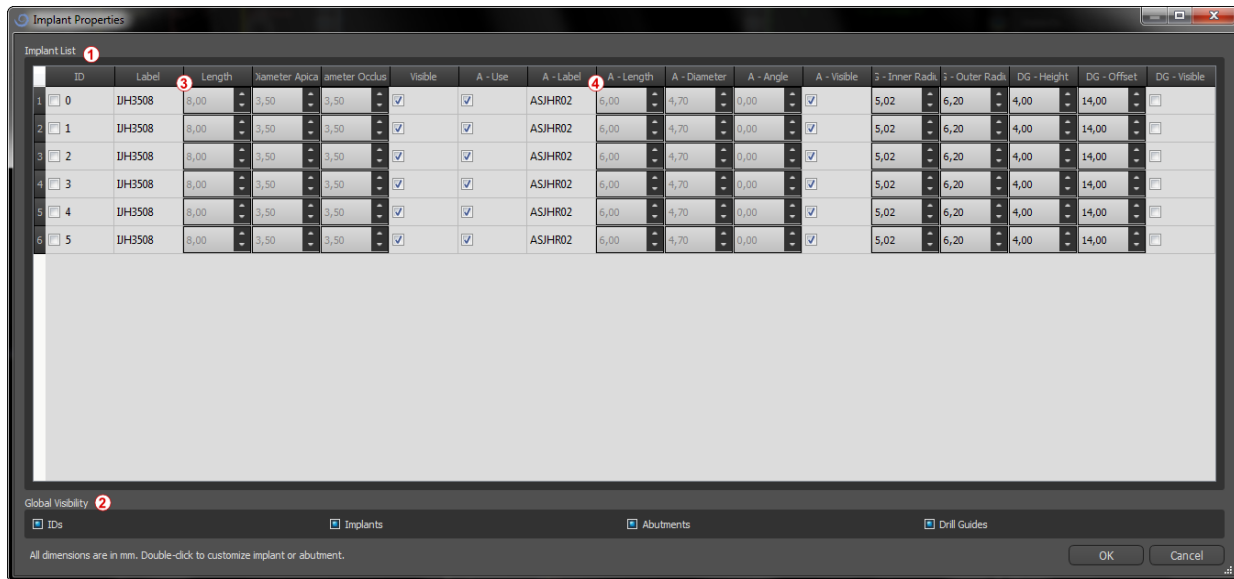 Implant Properties
Implant List 1
ID Label Length Diameter Apica ameter Occlus Visible A - Use A - Label A - Length A - Diameter A - Angle A - Visible G - Inner Radiu G - Outer Radiu DG - Height DG - Offset DG - Visible
3 4
1 0 IJH3508 8,00 3,50 3,50 ASJHR02 6,00 4,70 0,00 5,02 6,20 4,00 14,00
2 1 IJH3508 8,00 3,50 3,50 ASJHR02 6,00 4,70 0,00 5,02 6,20 4,00 14,00
3 2 IJH3508 8,00 3,50 3,50 ASJHR02 6,00 4,70 0,00 5,02 6,20 4,00 14,00
4 3 IJH3508 8,00 3,50 3,50 ASJHR02 6,00 4,70 0,00 5,02 6,20 4,00 14,00
5 4 IJH3508 8,00 3,50 3,50 ASJHR02 6,00 4,70 0,00 5,02 6,20 4,00 14,00
6 5 IJH3508 8,00 3,50 3,50 ASJHR02 6,00 4,70 0,00 5,02 6,20 4,00 14,00
Global Visibility 2
IDs Implants Abutments Drill Guides
All dimensions are in mm. Double-click to customize implant or abutment. OK Cancel